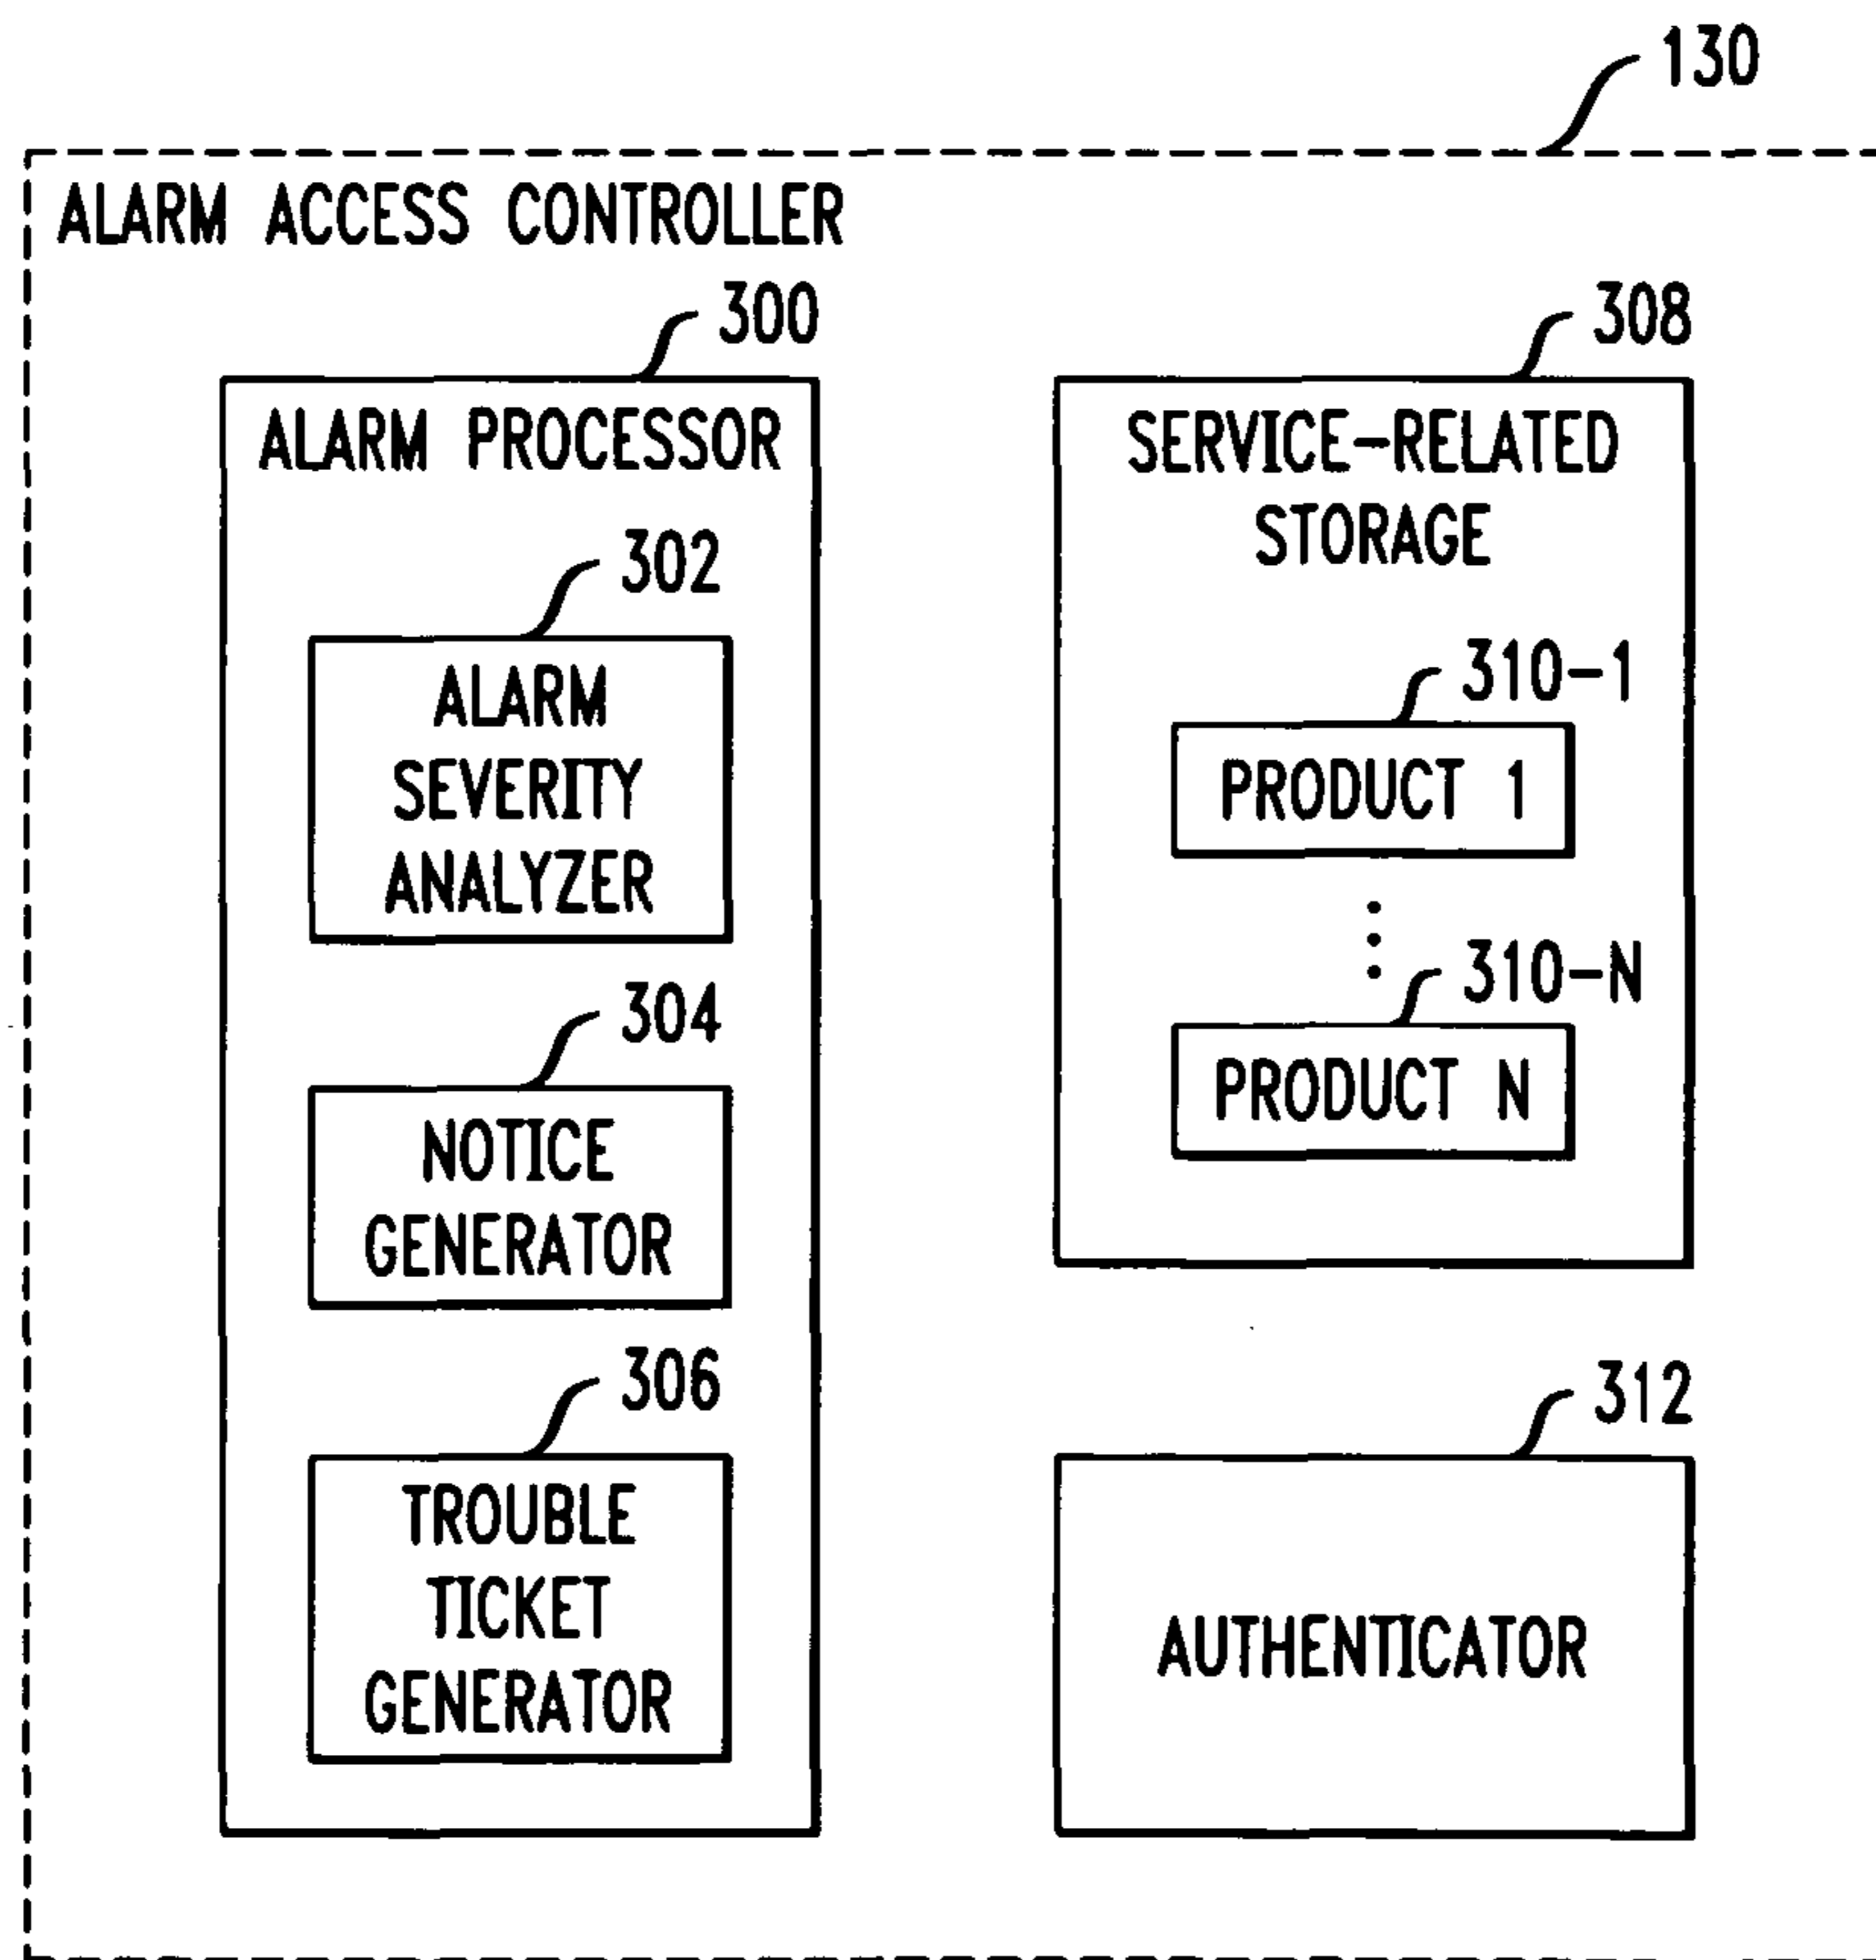 130
ALARM ACCESS CONTROLLER
300
ALARM PROCESSOR
302
ALARM
SEVERITY
ANALYZER
304
NOTICE
GENERATOR
306
TROUBLE
TICKET
GENERATOR
308
SERVICE-RELATED
STORAGE
310-1
PRODUCT 1
310-N
PRODUCT N
312
AUTHENTICATOR